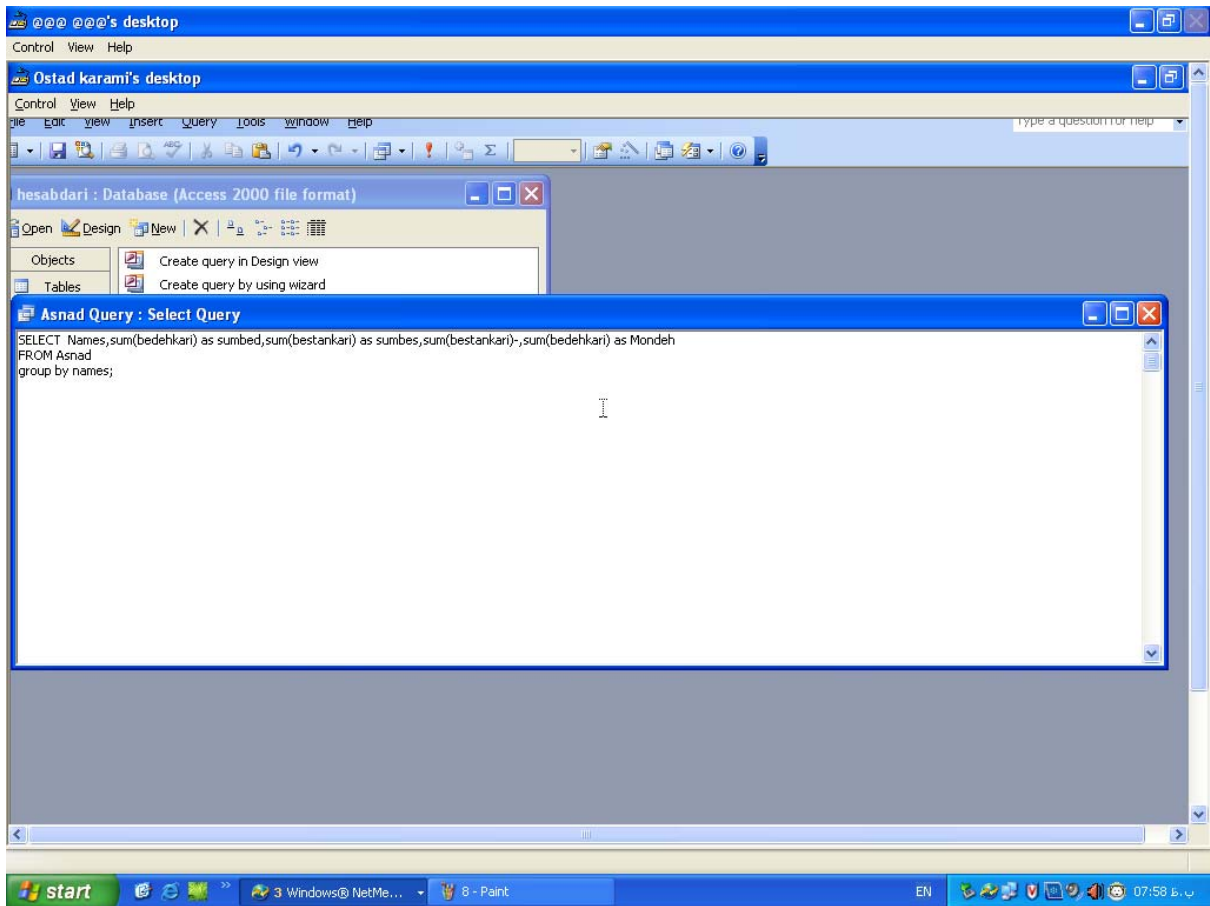 @@@ @@@'s desktop
Control View Help
Ostad karami's desktop
Control View Help
File Edit View Insert Query Tools Window Help
Type a question for help
hesabdari : Database (Access 2000 file format)
Open Design New
Objects
Create query in Design view
Tables
Create query by using wizard
Asnad Query : Select Query
SELECT Names,sum(bedehkari) as sumbed,sum(bestankari) as sumbes,sum(bestankari)-,sum(bedehkari) as Mondeh
FROM Asnad
group by names;
start
3 Windows® NetMe...
8 - Paint
EN
07:58 ب.ظ